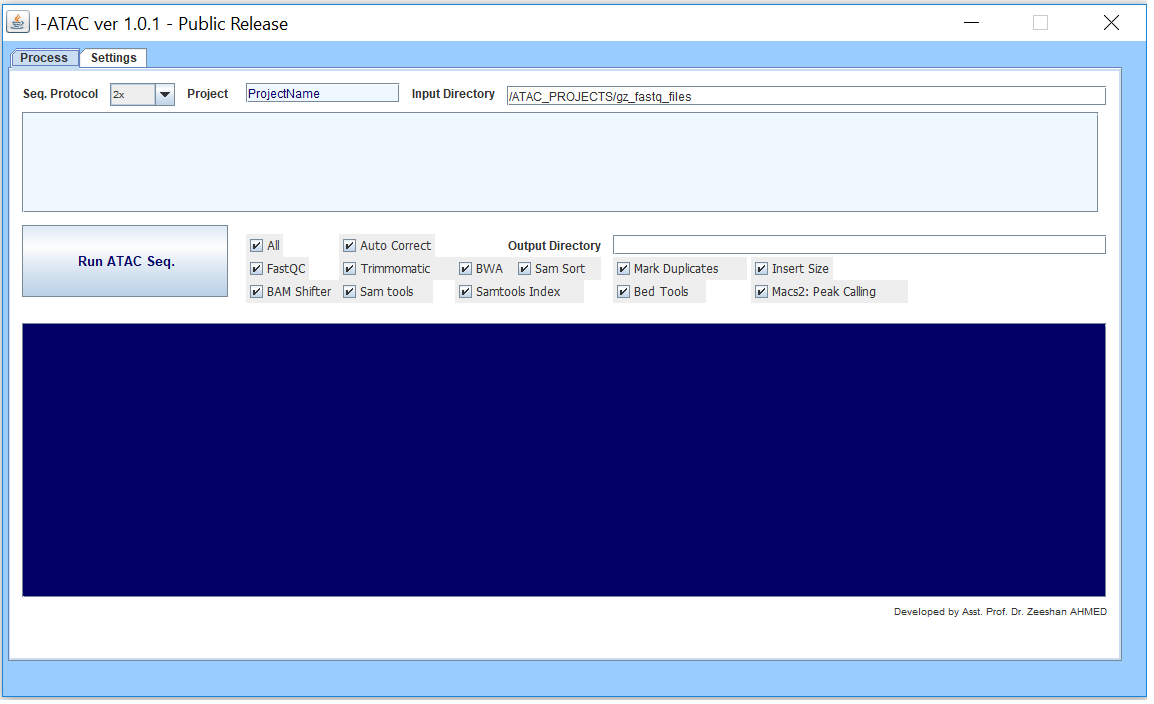 I-ATAC ver 1.0.1 - Public Release
Process Settings
Seq. Protocol 2x Project ProjectName Input Directory /ATAC_PROJECTS/gz_fastq_files
Run ATAC Seq.
All Auto Correct Output Directory
FastQC Trimmomatic BWA Sam Sort Mark Duplicates Insert Size
BAM Shifter Sam tools Samtools Index Bed Tools Macs2: Peak Calling
Developed by Asst. Prof. Dr. Zeeshan AHMED